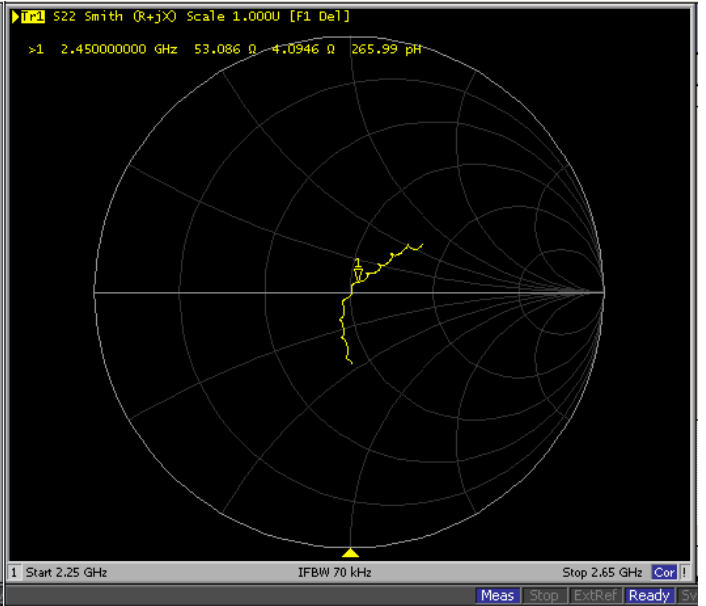 Tr1 S22 Smith (R+jX) Scale 1.000U [F1 Del]
>1 2.450000000 GHz 53.086 Ω 4.0946 Ω 265.99 pH
1
1 Start 2.25 GHz IFBW 70 kHz Stop 2.65 GHz Cor !
Meas Stop ExtRef Ready Sv